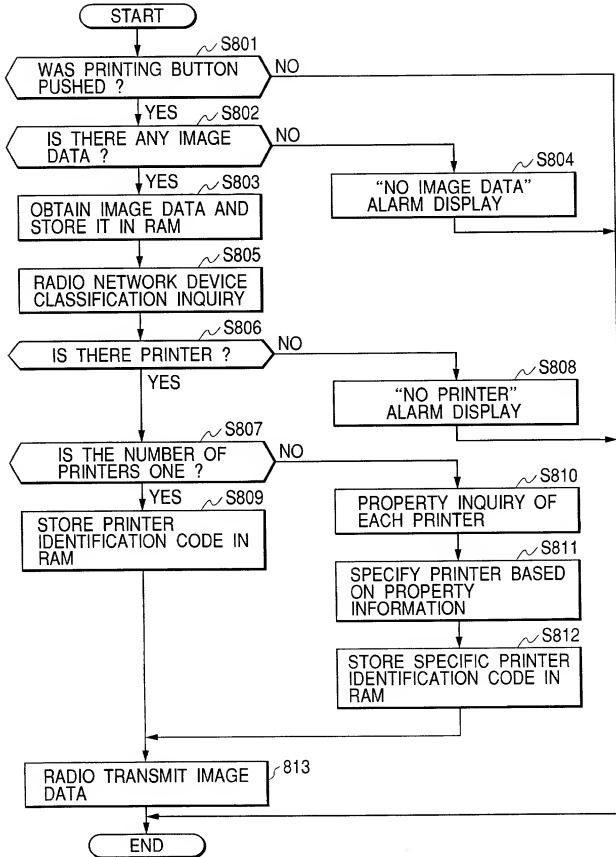 START
S801
WAS PRINTING BUTTON
PUSHED ?
NO
YES
S802
IS THERE ANY IMAGE
DATA ?
NO
YES
S803
S804
"NO IMAGE DATA"
ALARM DISPLAY
OBTAIN IMAGE DATA AND
STORE IT IN RAM
S805
RADIO NETWORK DEVICE
CLASSIFICATION INQUIRY
S806
IS THERE PRINTER ?
NO
YES
S808
"NO PRINTER"
ALARM DISPLAY
S807
IS THE NUMBER OF
PRINTERS ONE ?
NO
YES
S809
STORE PRINTER
IDENTIFICATION CODE IN
RAM
S810
PROPERTY INQUIRY OF
EACH PRINTER
S811
SPECIFY PRINTER BASED
ON PROPERTY
INFORMATION
S812
STORE SPECIFIC PRINTER
IDENTIFICATION CODE IN
RAM
813
RADIO TRANSMIT IMAGE
DATA
END